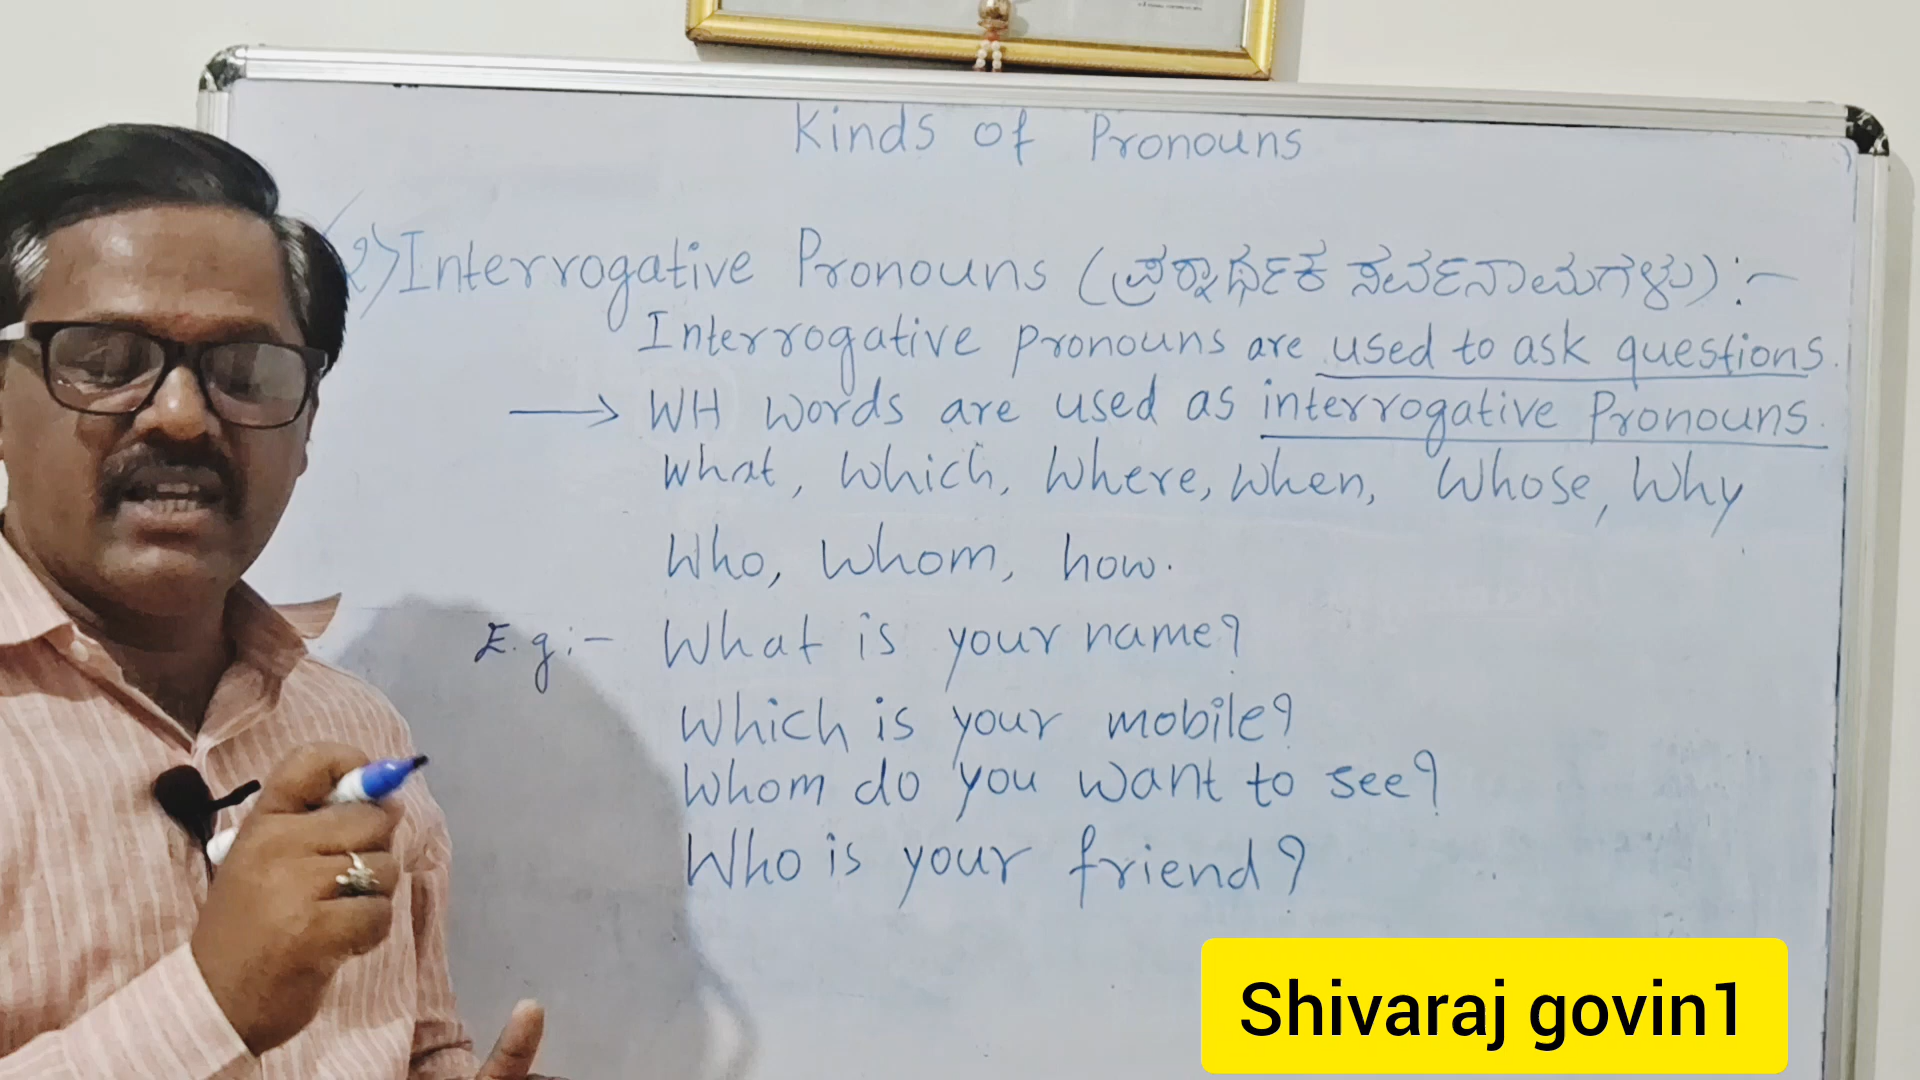 Kinds of Pronouns
2) Interrogative Pronouns (ಪ್ರಶ್ನಾರ್ಥಕ ಸರ್ವನಾಮಗಳು) :-
Interrogative pronouns are used to ask questions.
→ WH words are used as interrogative Pronouns.
What, Which, Where, When, Whose, Why
Who, Whom, how.
E.g :- What is your name?
Which is your mobile?
Whom do you want to see?
Who is your friend?
Shivaraj govin1